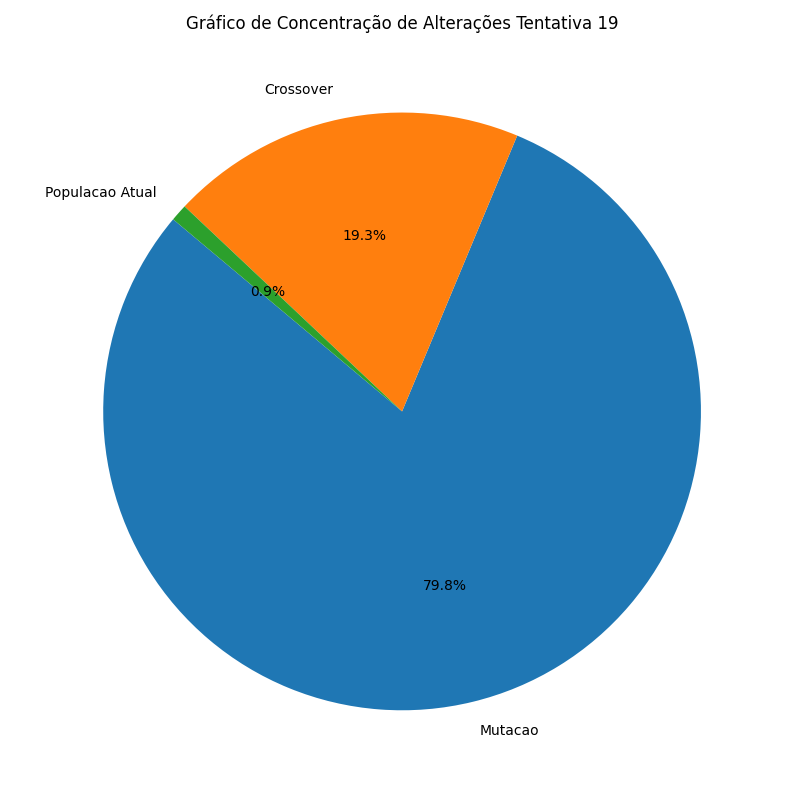 Gráfico de Concentração de Alterações Tentativa 19
Crossover
Populacao Atual
19.3%
0.9%
79.8%
Mutacao